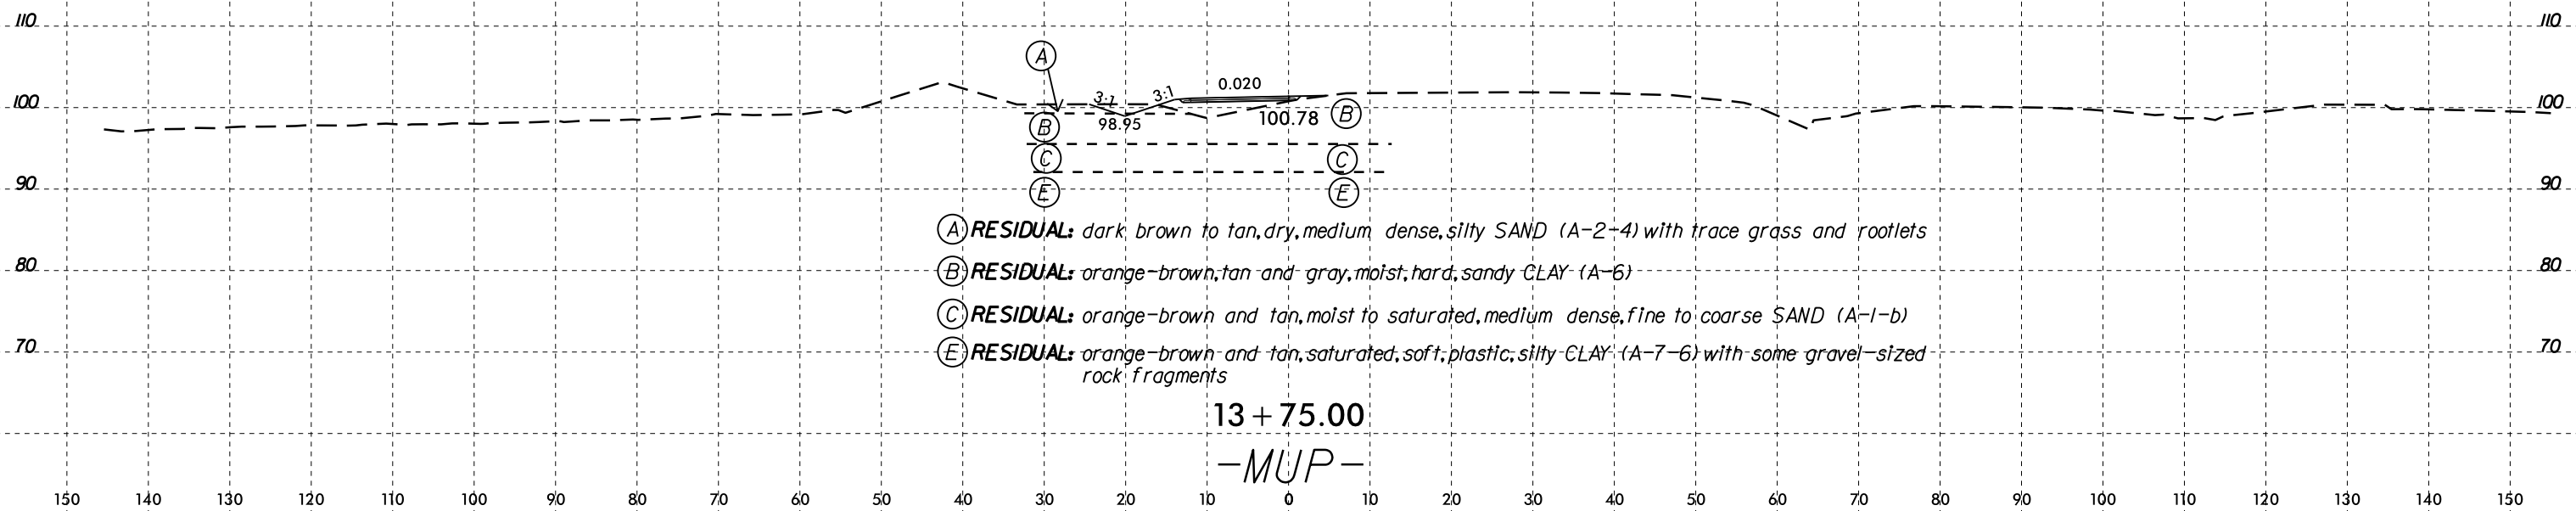 110 110
A
3:1 3:1 0.020
100 100
B 98.95 100.78 B
C C
90 90
E E
A RESIDUAL: dark brown to tan, dry, medium dense, silty SAND (A-2-4) with trace grass and rootlets
80 B RESIDUAL: orange-brown, tan and gray, moist, hard, sandy CLAY (A-6) 80
C RESIDUAL: orange-brown and tan, moist to saturated, medium dense, fine to coarse SAND (A-1-b)
70 E RESIDUAL: orange-brown and tan, saturated, soft, plastic, silty CLAY (A-7-6) with some gravel-sized 70
rock fragments
13+75.00
-MUP-
150 140 130 120 110 100 90 80 70 60 50 40 30 20 10 0 10 20 30 40 50 60 70 80 90 100 110 120 130 140 150